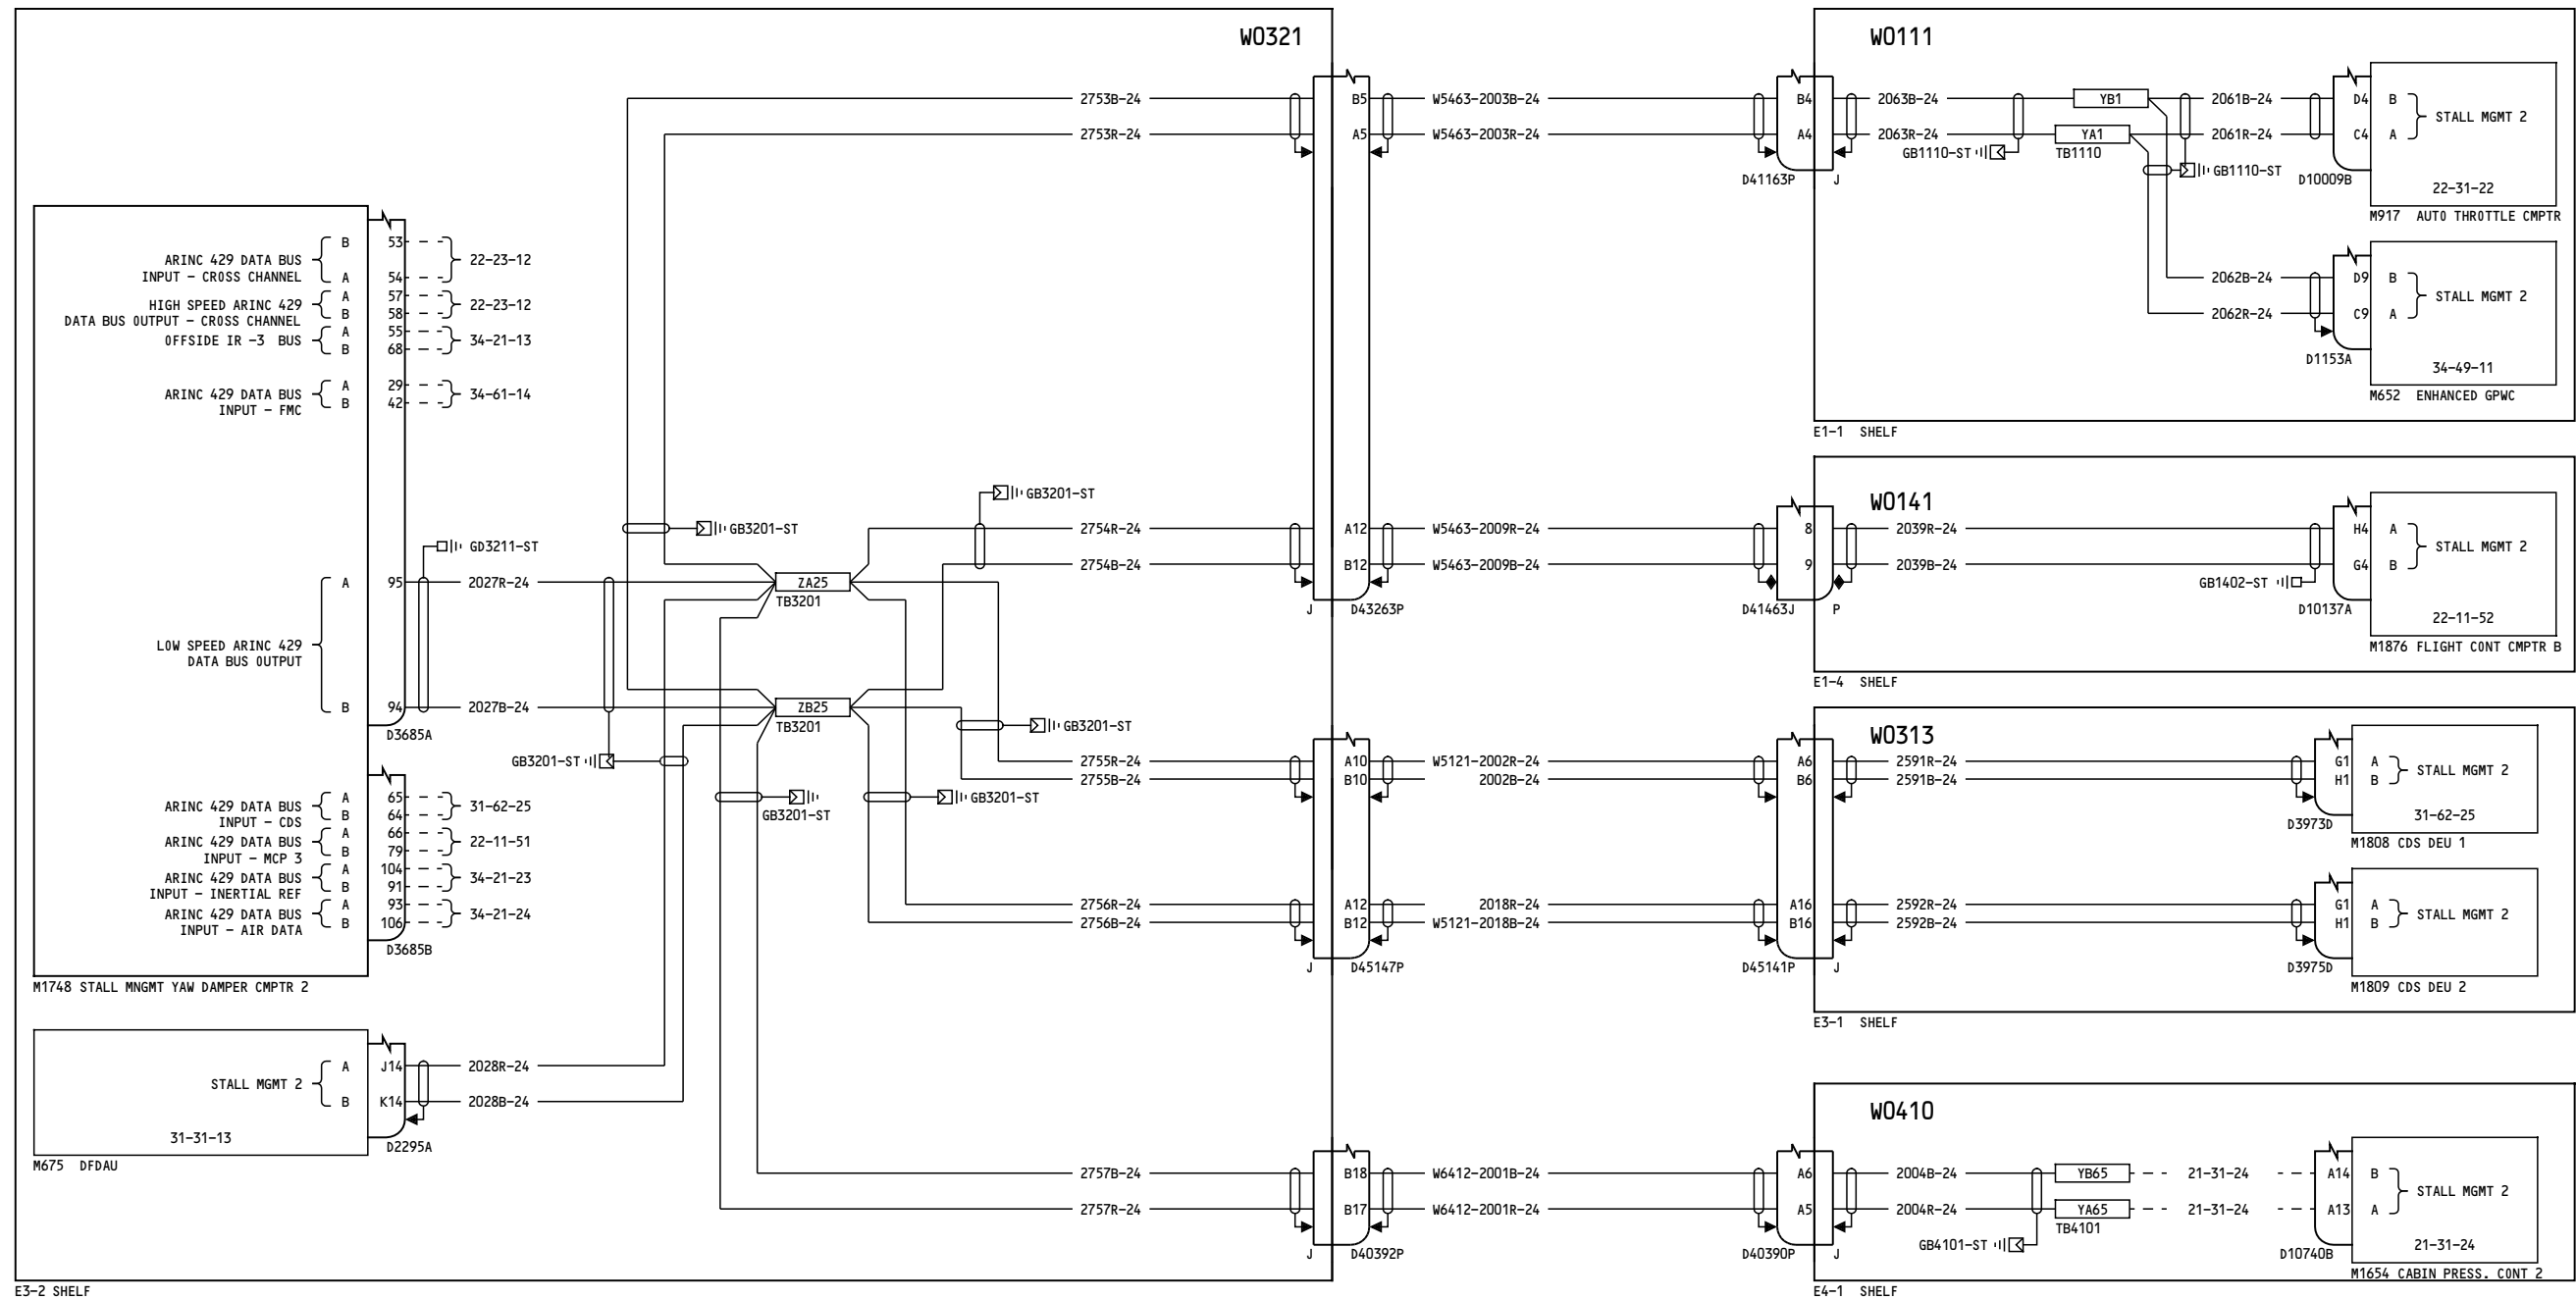 W0321
2753B-24
2753R-24
B5
A5
W5463-2003B-24
W5463-2003R-24
W0111
B4
A4
D41163P
J
2063B-24
2063R-24
YB1
YA1
TB1110
GB1110-ST
GB1110-ST
2061B-24
2061R-24
D4
C4
B
A
STALL MGMT 2
D10009B
22-31-22
M917 AUTO THROTTLE CMPTR
2062B-24
2062R-24
D9
C9
B
A
STALL MGMT 2
D1153A
34-49-11
M652 ENHANCED GPWC
E1-1 SHELF
ARINC 429 DATA BUS
INPUT - CROSS CHANNEL
B
A
53
54
22-23-12
HIGH SPEED ARINC 429
DATA BUS OUTPUT - CROSS CHANNEL
A
B
57
58
22-23-12
OFFSIDE IR -3 BUS
A
B
55
68
34-21-13
ARINC 429 DATA BUS
INPUT - FMC
A
B
29
42
34-61-14
LOW SPEED ARINC 429
DATA BUS OUTPUT
A
B
95
94
D3685A
GD3211-ST
2027R-24
2027B-24
GB3201-ST
GB3201-ST
GB3201-ST
ZA25
TB3201
ZB25
TB3201
GB3201-ST
GB3201-ST
GB3201-ST
2754R-24
2754B-24
A12
B12
J
D43263P
W5463-2009R-24
W5463-2009B-24
W0141
8
9
D41463J
P
2039R-24
2039B-24
GB1402-ST
H4
G4
A
B
STALL MGMT 2
D10137A
22-11-52
M1876 FLIGHT CONT CMPTR B
E1-4 SHELF
ARINC 429 DATA BUS
INPUT - CDS
A
B
65
64
31-62-25
ARINC 429 DATA BUS
INPUT - MCP 3
A
B
66
79
22-11-51
ARINC 429 DATA BUS
INPUT - INERTIAL REF
A
B
104
91
34-21-23
ARINC 429 DATA BUS
INPUT - AIR DATA
A
B
93
106
34-21-24
D3685B
M1748 STALL MNGMT YAW DAMPER CMPTR 2
2755R-24
2755B-24
A10
B10
W5121-2002R-24
2002B-24
W0313
A6
B6
2591R-24
2591B-24
G1
H1
A
B
STALL MGMT 2
D3973D
31-62-25
M1808 CDS DEU 1
2756R-24
2756B-24
A12
B12
J
D45147P
2018R-24
W5121-2018B-24
A16
B16
D45141P
J
2592R-24
2592B-24
G1
H1
A
B
STALL MGMT 2
D3975D
M1809 CDS DEU 2
E3-1 SHELF
STALL MGMT 2
A
B
J14
K14
2028R-24
2028B-24
31-31-13
D2295A
M675 DFDAU
2757B-24
2757R-24
B18
B17
J
D40392P
W6412-2001B-24
W6412-2001R-24
W0410
A6
A5
D40390P
J
2004B-24
2004R-24
YB65
YA65
TB4101
GB4101-ST
21-31-24
21-31-24
A14
A13
B
A
STALL MGMT 2
D10740B
21-31-24
M1654 CABIN PRESS. CONT 2
E3-2 SHELF
E4-1 SHELF